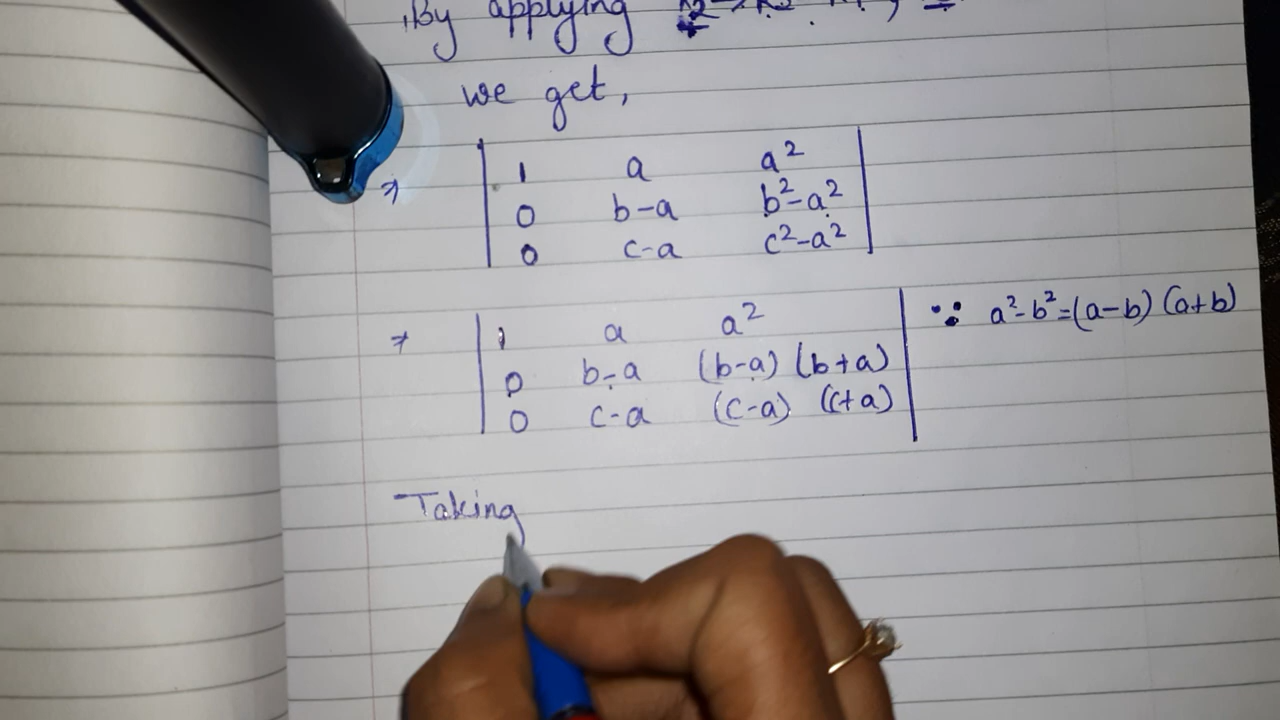 By applying
we get,
⇒ | 1 a a² |
| 0 b-a b²-a² |
| 0 c-a c²-a² |
⇒ | 1 a a² | ∵ a²-b²=(a-b) (a+b)
| 0 b-a (b-a) (b+a) |
| 0 c-a (c-a) (c+a) |
Taking